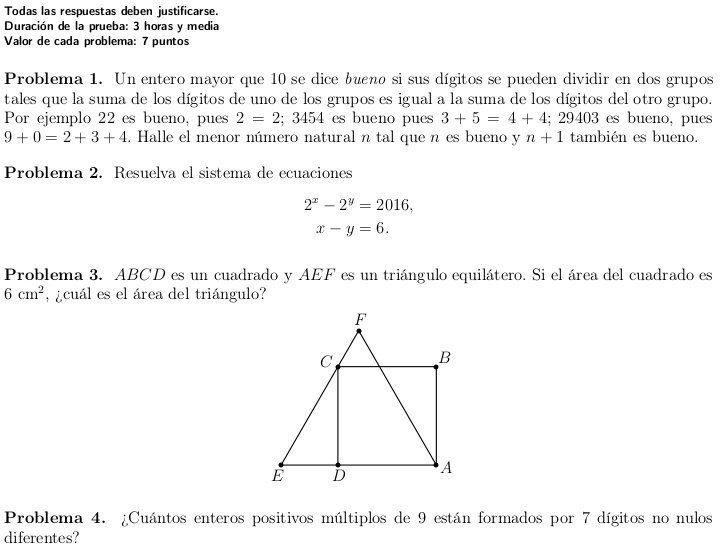 Todas las respuestas deben justificarse.
Duración de la prueba: 3 horas y media
Valor de cada problema: 7 puntos
Problema 1. Un entero mayor que 10 se dice bueno si sus dígitos se pueden dividir en dos grupos
tales que la suma de los dígitos de uno de los grupos es igual a la suma de los dígitos del otro grupo.
Por ejemplo 22 es bueno, pues 2 = 2; 3454 es bueno pues 3 + 5 = 4 + 4; 29403 es bueno, pues
9 + 0 = 2 + 3 + 4. Halle el menor número natural n tal que n es bueno y n + 1 también es bueno.
Problema 2. Resuelva el sistema de ecuaciones
2^x − 2^y = 2016,
x − y = 6.
Problema 3. ABCD es un cuadrado y AEF es un triángulo equilátero. Si el área del cuadrado es
6 cm², ¿cuál es el área del triángulo?
F
C
B
E
D
A
Problema 4. ¿Cuántos enteros positivos múltiplos de 9 están formados por 7 dígitos no nulos
diferentes?